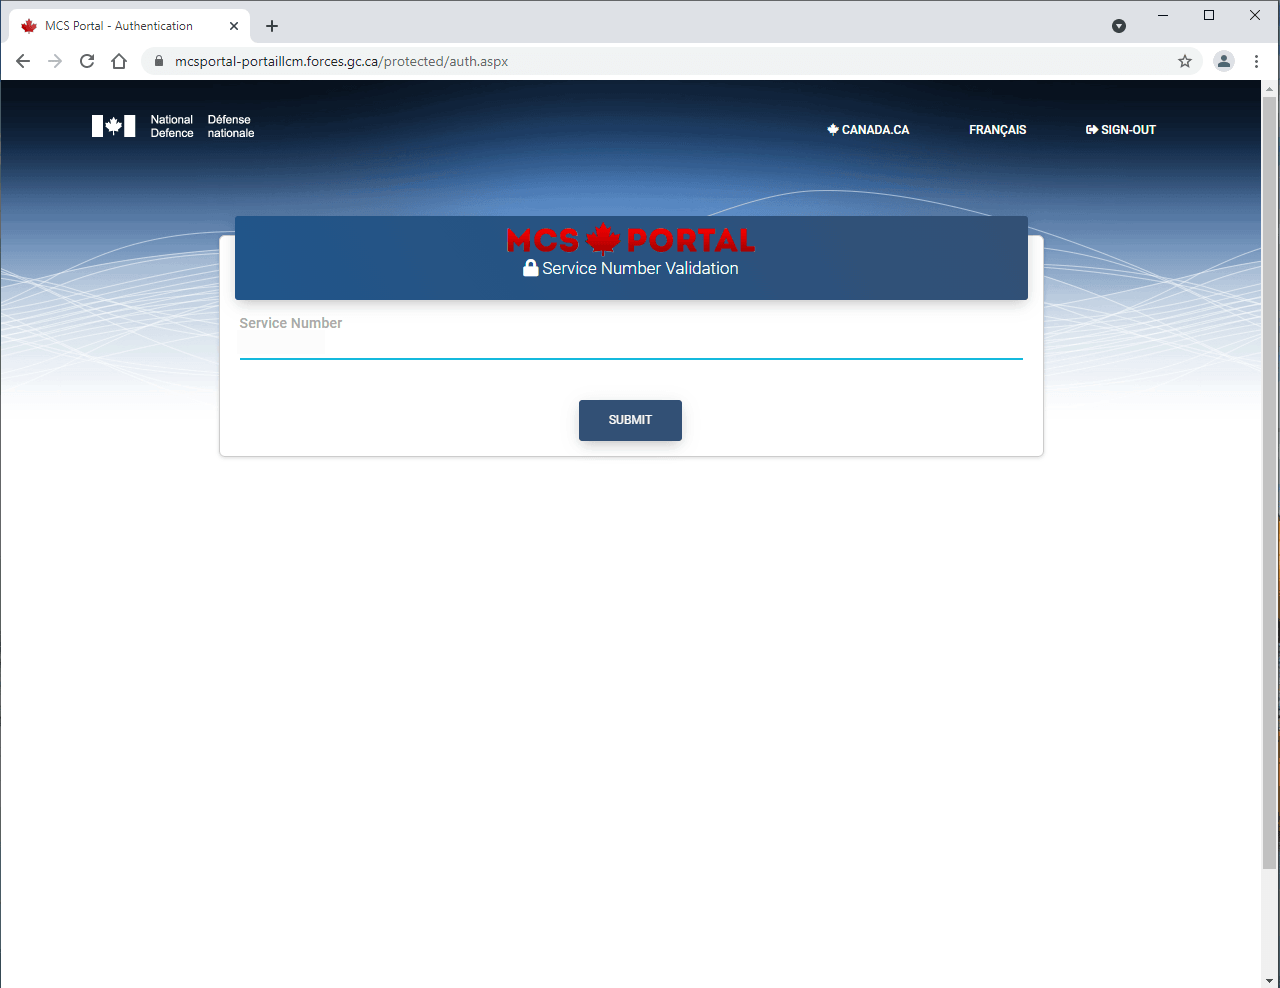 MCS Portal - Authentication
mcsportal-portaillcm.forces.gc.ca/protected/auth.aspx
National Defence
Défense nationale
CANADA.CA
FRANÇAIS
SIGN-OUT
MCS PORTAL
Service Number Validation
Service Number
SUBMIT